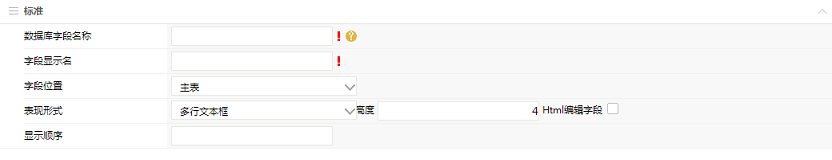 标准
数据库字段名称 ! ?
字段显示名 !
字段位置 主表
表现形式 多行文本框 高度 4 Html编辑字段
显示顺序